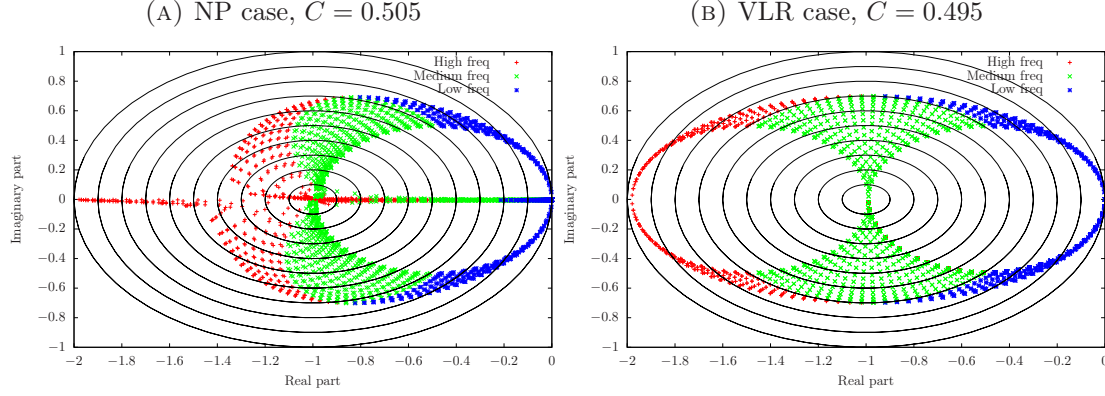 (A) NP case, C = 0.505
1
0.8
0.6
0.4
0.2
0
−0.2
−0.4
−0.6
−0.8
−1
Imaginary part
High freq
Medium freq
Low freq
−2 −1.8 −1.6 −1.4 −1.2 −1 −0.8 −0.6 −0.4 −0.2 0
Real part
(B) VLR case, C = 0.495
1
0.8
0.6
0.4
0.2
0
−0.2
−0.4
−0.6
−0.8
−1
Imaginary part
High freq
Medium freq
Low freq
−2 −1.8 −1.6 −1.4 −1.2 −1 −0.8 −0.6 −0.4 −0.2 0
Real part